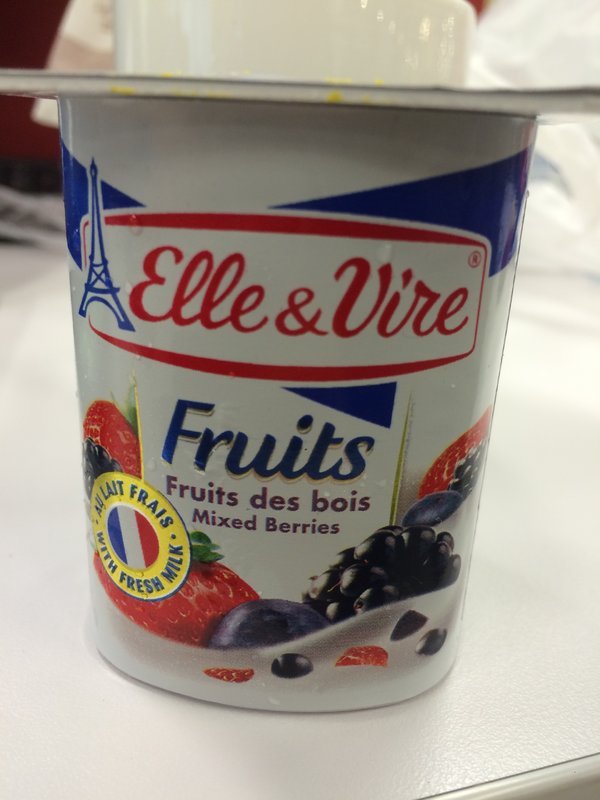 Elle & Vire®
Fruits
Fruits des bois
Mixed Berries
• AU LAIT FRAIS •
WITH FRESH MILK